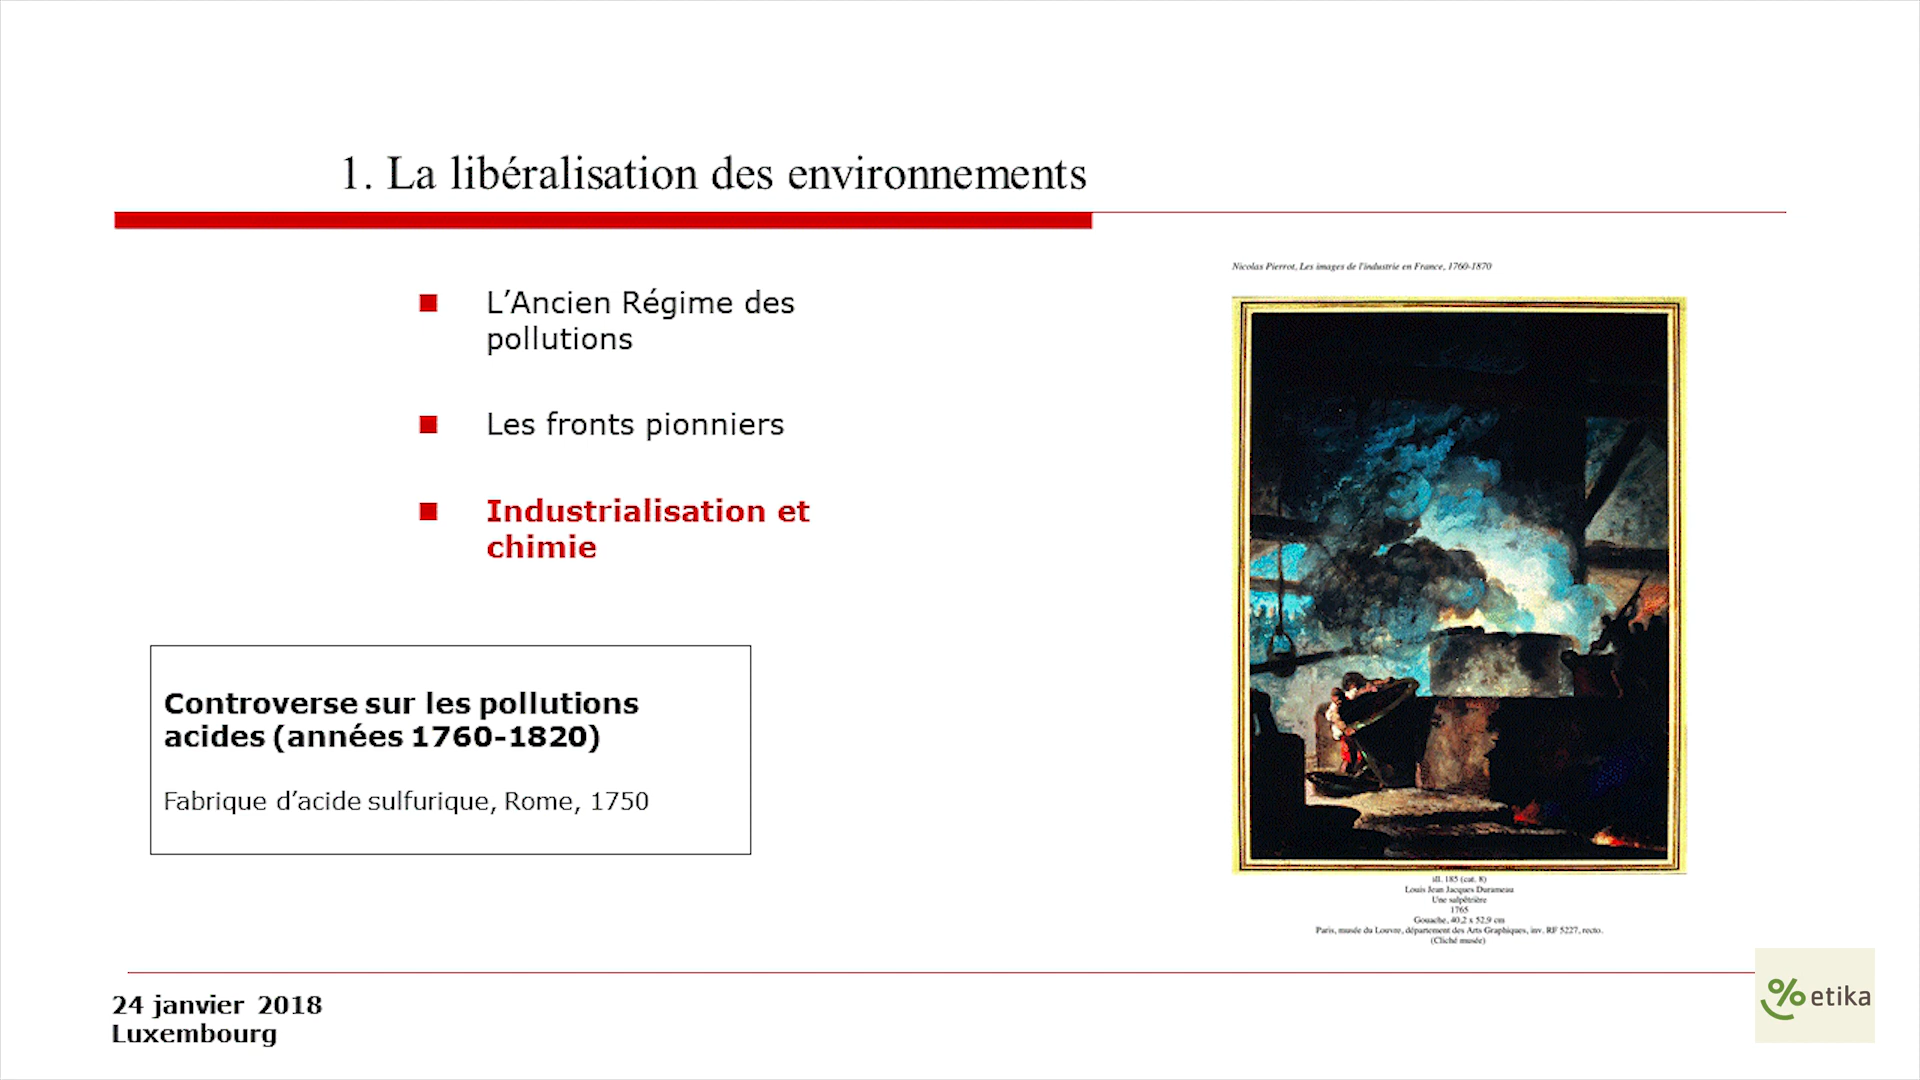 1. La libéralisation des environnements
L’Ancien Régime des
pollutions
Les fronts pionniers
Industrialisation et
chimie
Controverse sur les pollutions
acides (années 1760-1820)
Fabrique d’acide sulfurique, Rome, 1750
Nicolas Pierrot, Les images de l'industrie en France, 1760-1870
ill. 185 (cat. 8)
Louis Jean Jacques Durameau
Une salpêtrière
1765
Gouache, 40,2 x 52,9 cm
Paris, musée du Louvre, département des Arts Graphiques, inv. RF 5227, recto.
(Cliché musée)
24 janvier 2018
Luxembourg
% etika